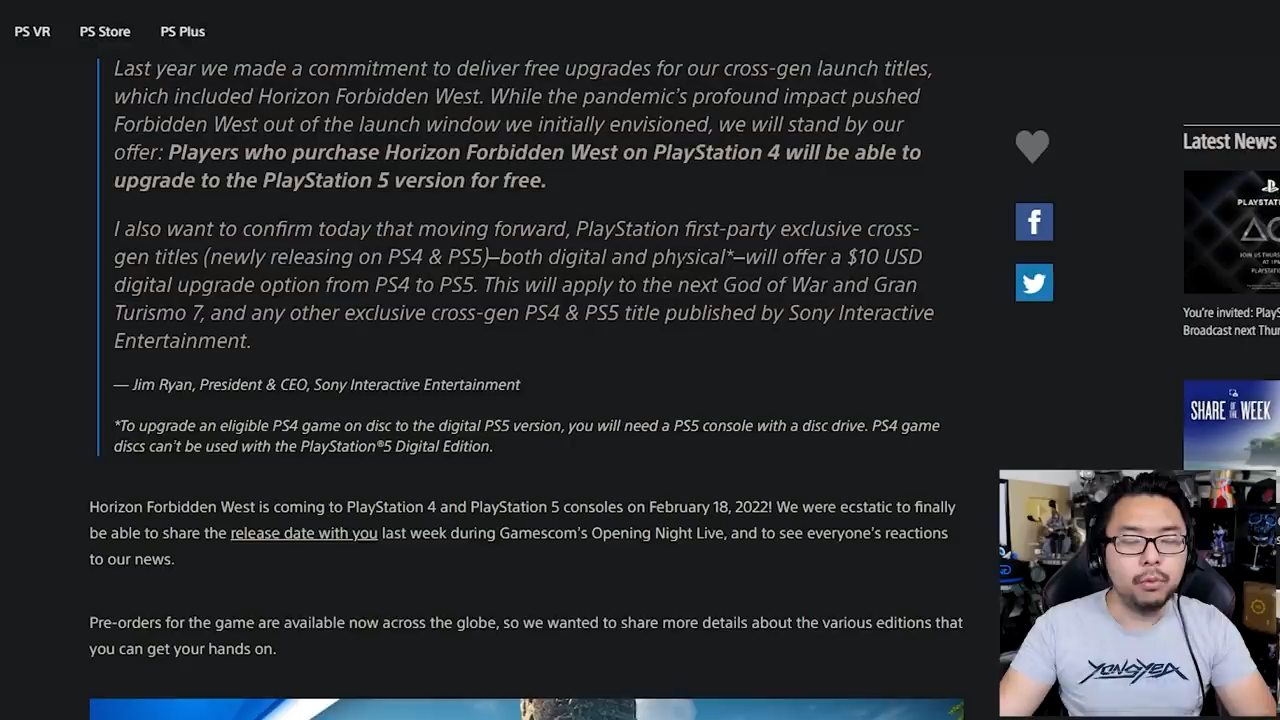 PS VR PS Store PS Plus
Last year we made a commitment to deliver free upgrades for our cross-gen launch titles,
which included Horizon Forbidden West. While the pandemic's profound impact pushed
Forbidden West out of the launch window we initially envisioned, we will stand by our
offer: Players who purchase Horizon Forbidden West on PlayStation 4 will be able to
upgrade to the PlayStation 5 version for free.
I also want to confirm today that moving forward, PlayStation first-party exclusive cross-
gen titles (newly releasing on PS4 & PS5)—both digital and physical*—will offer a $10 USD
digital upgrade option from PS4 to PS5. This will apply to the next God of War and Gran
Turismo 7, and any other exclusive cross-gen PS4 & PS5 title published by Sony Interactive
Entertainment.
— Jim Ryan, President & CEO, Sony Interactive Entertainment
*To upgrade an eligible PS4 game on disc to the digital PS5 version, you will need a PS5 console with a disc drive. PS4 game
discs can't be used with the PlayStation®5 Digital Edition.
Horizon Forbidden West is coming to PlayStation 4 and PlayStation 5 consoles on February 18, 2022! We were ecstatic to finally
be able to share the release date with you last week during Gamescom's Opening Night Live, and to see everyone's reactions
to our news.
Pre-orders for the game are available now across the globe, so we wanted to share more details about the various editions that
you can get your hands on.
Latest News
You're invited: PlayS
Broadcast next Thur
SHARE OF THE WEEK
YONGYEA